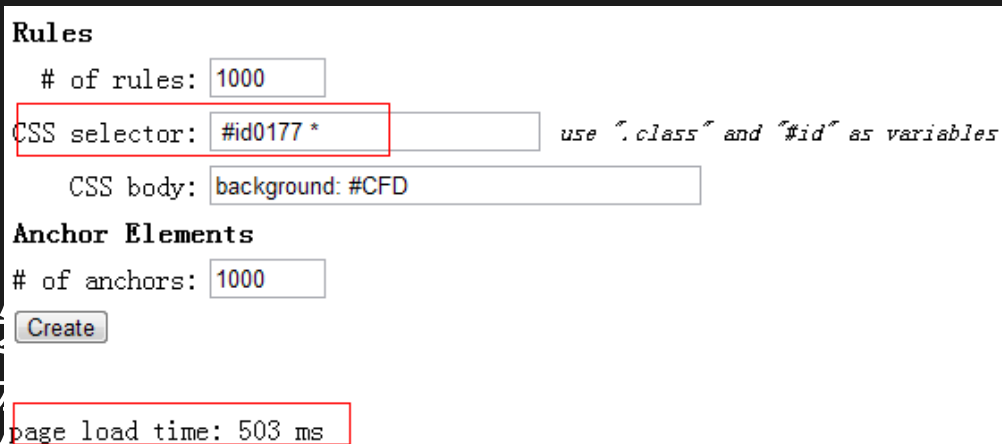 Rules
# of rules: 1000
CSS selector: #id0177 * use ".class" and "#id" as variables
CSS body: background: #CFD
Anchor Elements
# of anchors: 1000
Create
page load time: 503 ms